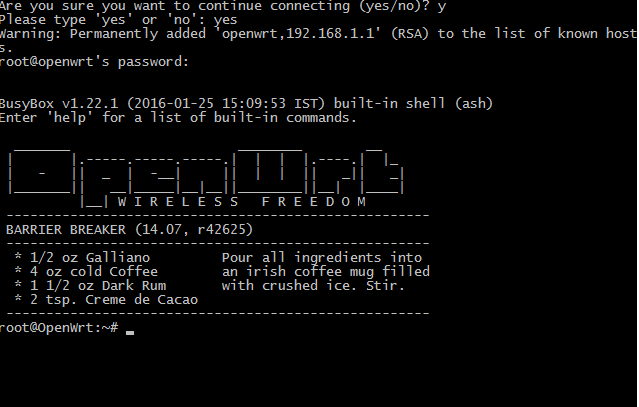 Are you sure you want to continue connecting (yes/no)? y
Please type 'yes' or 'no': yes
Warning: Permanently added 'openwrt,192.168.1.1' (RSA) to the list of known host
s.
root@openwrt's password:
BusyBox v1.22.1 (2016-01-25 15:09:53 IST) built-in shell (ash)
Enter 'help' for a list of built-in commands.
OpenWrt
W I R E L E S S   F R E E D O M
-----------------------------------------------------
BARRIER BREAKER (14.07, r42625)
-----------------------------------------------------
* 1/2 oz Galliano         Pour all ingredients into
* 4 oz cold Coffee        an irish coffee mug filled
* 1 1/2 oz Dark Rum       with crushed ice. Stir.
* 2 tsp. Creme de Cacao
-----------------------------------------------------
root@OpenWrt:~#